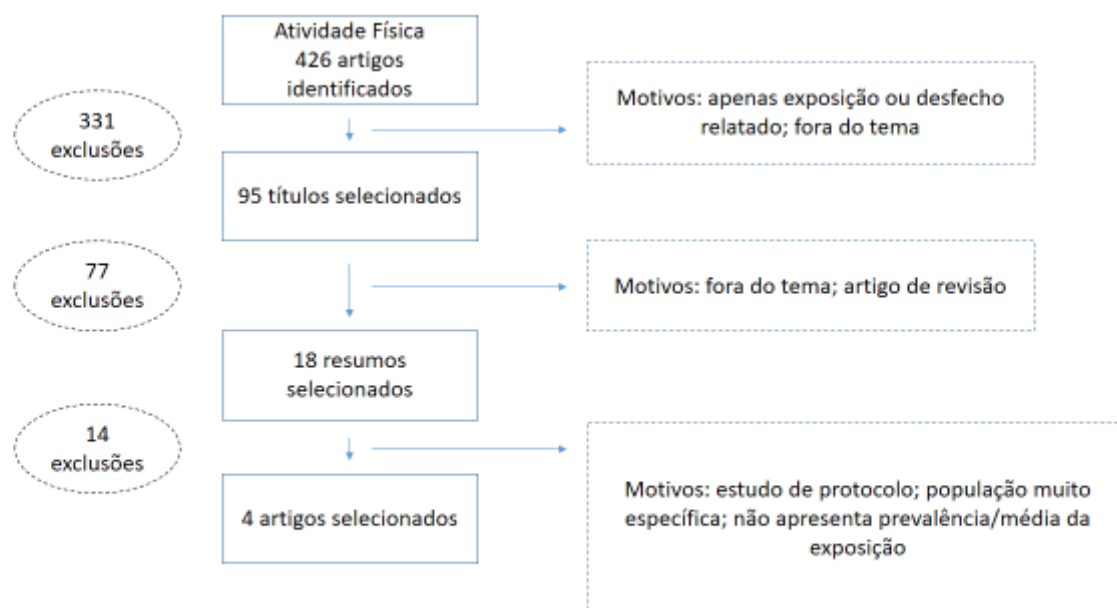 Atividade Física
426 artigos
identificados
331
exclusões
Motivos: apenas exposição ou desfecho
relatado; fora do tema
95 títulos selecionados
77
exclusões
Motivos: fora do tema; artigo de revisão
18 resumos
selecionados
14
exclusões
4 artigos selecionados
Motivos: estudo de protocolo; população muito
específica; não apresenta prevalência/média da
exposição